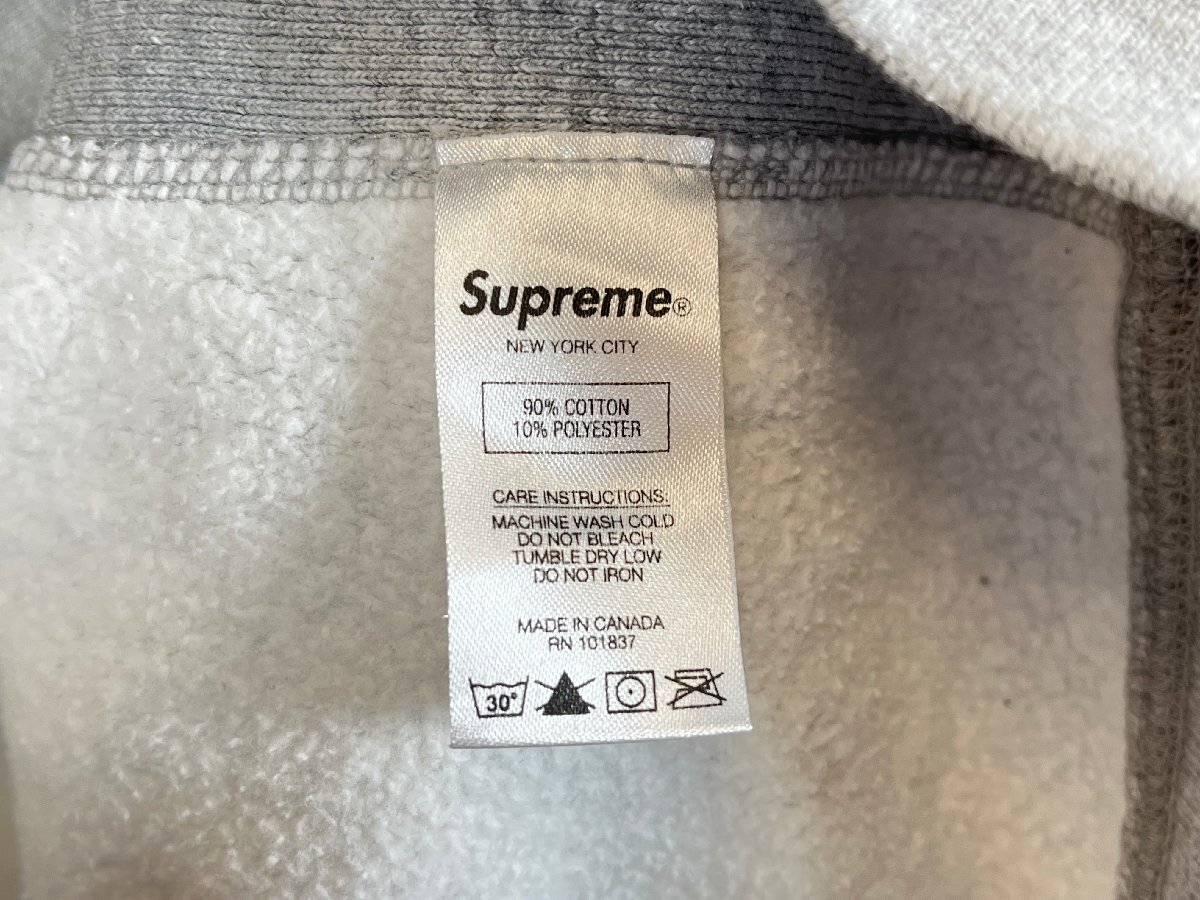 Supreme®
NEW YORK CITY
90% COTTON
10% POLYESTER
CARE INSTRUCTIONS:
MACHINE WASH COLD
DO NOT BLEACH
TUMBLE DRY LOW
DO NOT IRON
MADE IN CANADA
RN 101837
30°